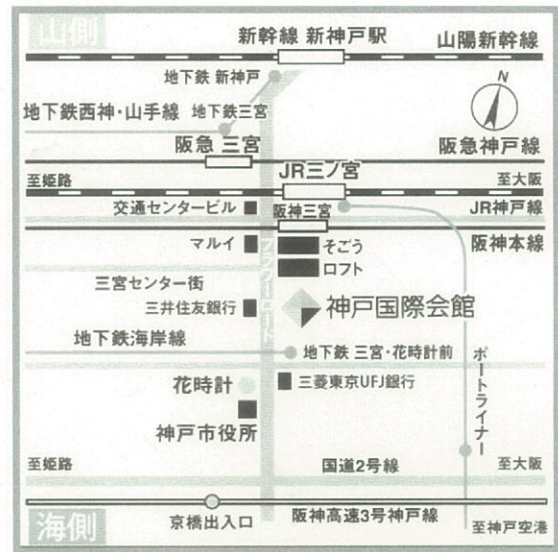 山側
新幹線 新神戸駅
山陽新幹線
地下鉄 新神戸
N
地下鉄西神・山手線
地下鉄三宮
阪急 三宮
阪急神戸線
JR三ノ宮
至姫路
至大阪
交通センタービル
阪神三宮
JR神戸線
マルイ
そごう
阪神本線
ロフト
三宮センター街
三井住友銀行
神戸国際会館
地下鉄海岸線
地下鉄 三宮・花時計前
ポートライナー
花時計
三菱東京UFJ銀行
神戸市役所
至姫路
国道2号線
至大阪
海側
京橋出入口
阪神高速3号神戸線
至神戸空港